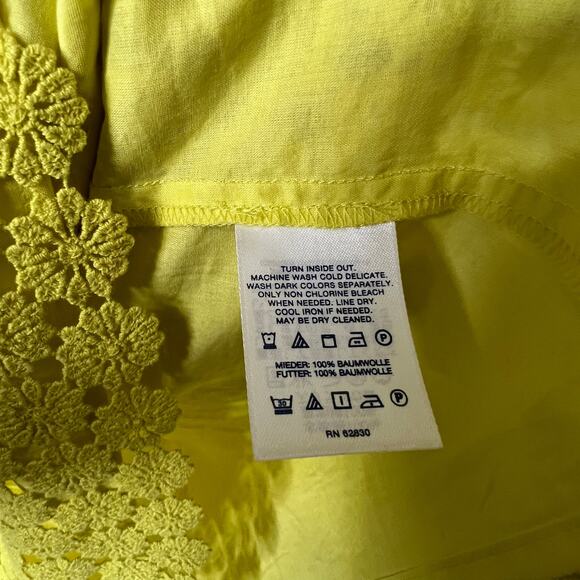 TURN INSIDE OUT.
MACHINE WASH COLD DELICATE.
WASH DARK COLORS SEPARATELY.
ONLY NON CHLORINE BLEACH
WHEN NEEDED. LINE DRY.
COOL IRON IF NEEDED.
MAY BE DRY CLEANED.
P
MIEDER: 100% BAUMWOLLE
FUTTER: 100% BAUMWOLLE
30 P
RN 62830